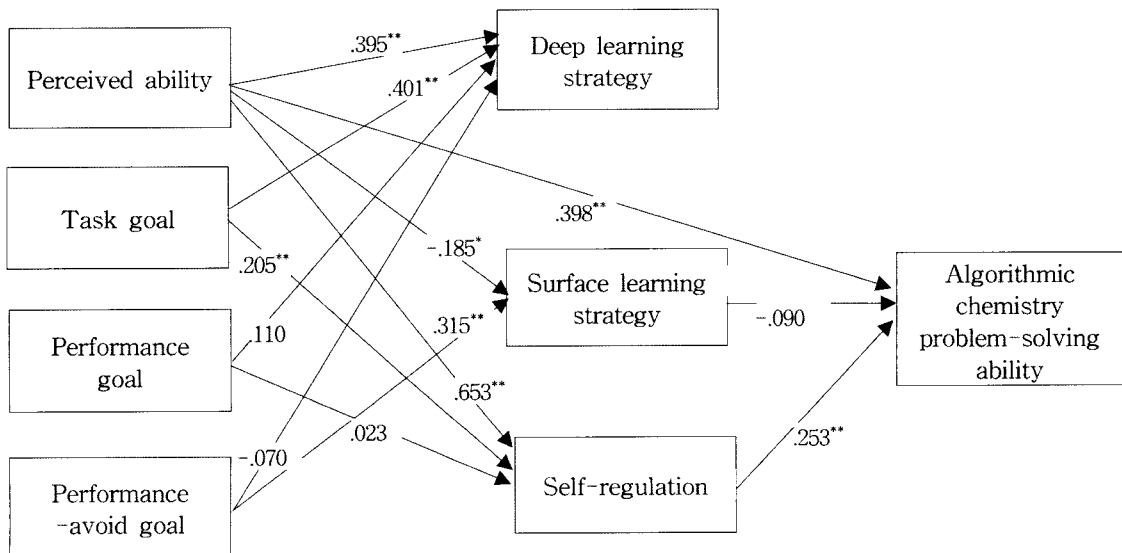 Perceived ability
Task goal
Performance
goal
Performance
-avoid goal
.395**
.401**
.205**
.110
-.070
-.185*
.315**
.653**
.023
.398**
Deep learning
strategy
Surface learning
strategy
Self-regulation
-.090
.253**
Algorithmic
chemistry
problem-solving
ability